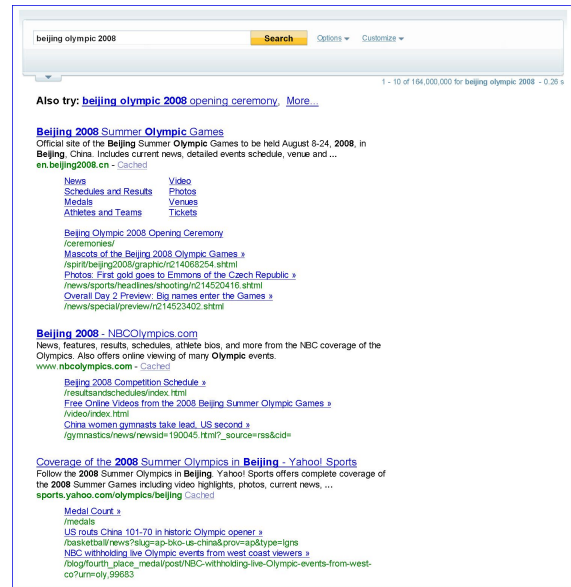 beijing olympic 2008 Search Options Customize
1 - 10 of 164,000,000 for beijing olympic 2008 - 0.26 s
Also try: beijing olympic 2008 opening ceremony, More...
Beijing 2008 Summer Olympic Games
Official site of the Beijing Summer Olympic Games to be held August 8-24, 2008, in
Beijing, China. Includes current news, detailed events schedule, venue and ...
en.beijing2008.cn - Cached
News Video
Schedules and Results Photos
Medals Venues
Athletes and Teams Tickets
Beijing Olympic 2008 Opening Ceremony
/ceremonies/
Mascots of the Beijing 2008 Olympic Games »
/spirit/beijing2008/graphic/n214068254.shtml
Photos: First gold goes to Emmons of the Czech Republic »
/news/sports/headlines/shooting/n214520416.shtml
Overall Day 2 Preview: Big names enter the Games »
/news/special/preview/n214523402.shtml
Beijing 2008 - NBCOlympics.com
News, features, results, schedules, athlete bios, and more from the NBC coverage of the
Olympics. Also offers online viewing of many Olympic events.
www.nbcolympics.com - Cached
Beijing 2008 Competition Schedule »
/resultsandschedules/index.html
Free Online Videos from the 2008 Beijing Summer Olympic Games »
/video/index.html
China women gymnasts take lead, US second »
/gymnastics/news/newsid=190045.html?_source=rss&cid=
Coverage of the 2008 Summer Olympics in Beijing - Yahoo! Sports
Follow the 2008 Summer Olympics in Beijing. Yahoo! Sports offers complete coverage of
the 2008 Summer Games including video highlights, photos, current news, ...
sports.yahoo.com/olympics/beijing Cached
Medal Count »
/medals
US routs China 101-70 in historic Olympic opener »
/basketball/news?slug=ap-bko-us-china&prov=ap&type=lgns
NBC withholding live Olympic events from west coast viewers »
/blog/fourth_place_medal/post/NBC-withholding-live-Olympic-events-from-west-
co?urn=oly,99683